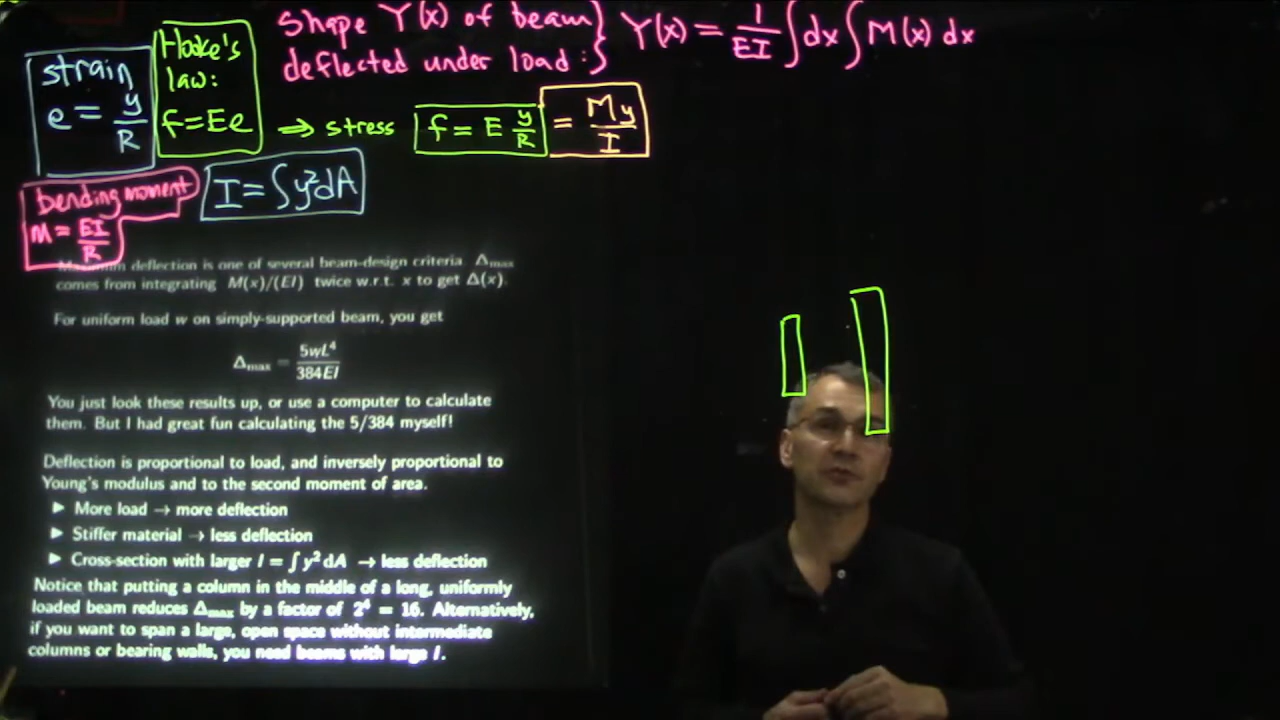 shape Y(x) of beam
deflected under load :} Y(x) = 1/EI ∫dx ∫M(x) dx
strain
e = y/R
Hooke's
law:
f=Ee
⇒ stress f = E y/R = My/I
bending moment
M = EI/R
I = ∫y²dA
Maximum deflection is one of several beam-design criteria. Δmax
comes from integrating M(x)/(EI) twice w.r.t. x to get Δ(x).
For uniform load w on simply-supported beam, you get
Δmax = 5wL⁴/384EI
You just look these results up, or use a computer to calculate
them. But I had great fun calculating the 5/384 myself!
Deflection is proportional to load, and inversely proportional to
Young's modulus and to the second moment of area.
► More load → more deflection
► Stiffer material → less deflection
► Cross-section with larger I = ∫ y² dA → less deflection
Notice that putting a column in the middle of a long, uniformly
loaded beam reduces Δmax by a factor of 2⁴ = 16. Alternatively,
if you want to span a large, open space without intermediate
columns or bearing walls, you need beams with large I.